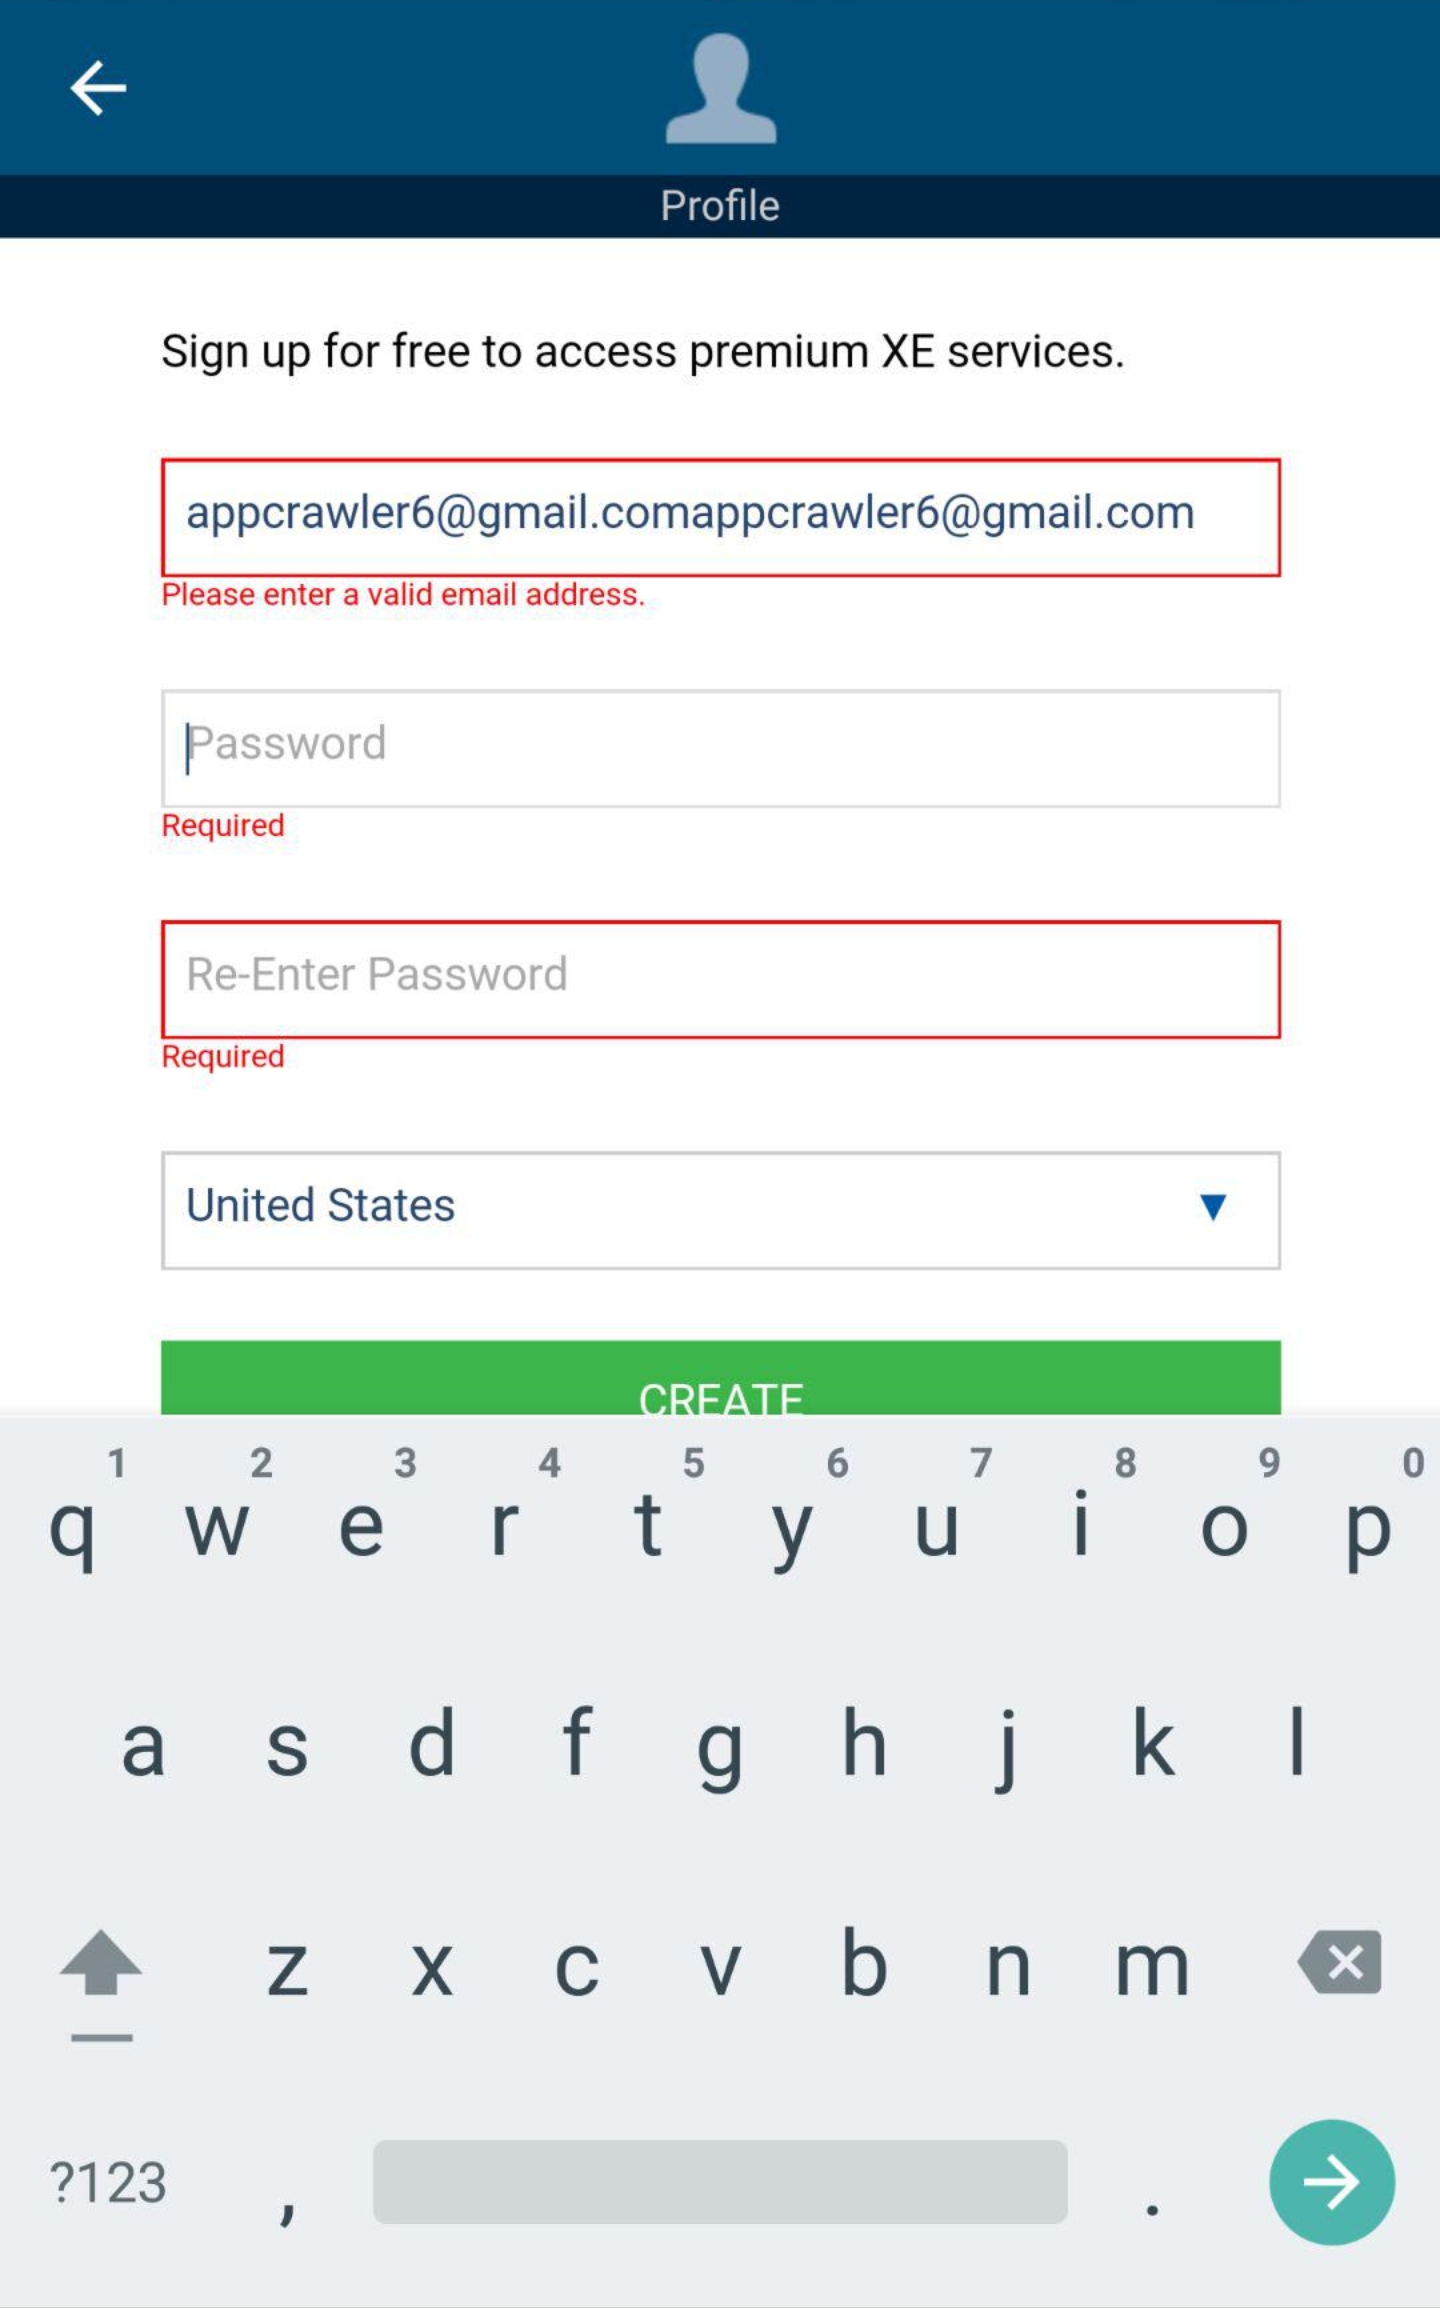 Profile
Sign up for free to access premium XE services.
appcrawler6@gmail.comappcrawler6@gmail.com
Please enter a valid email address.
Password
Required
Re-Enter Password
Required
United States
CREATE
1 2 3 4 5 6 7 8 9 0
q w e r t y u i o p
a s d f g h j k l
z x c v b n m
?123 , .